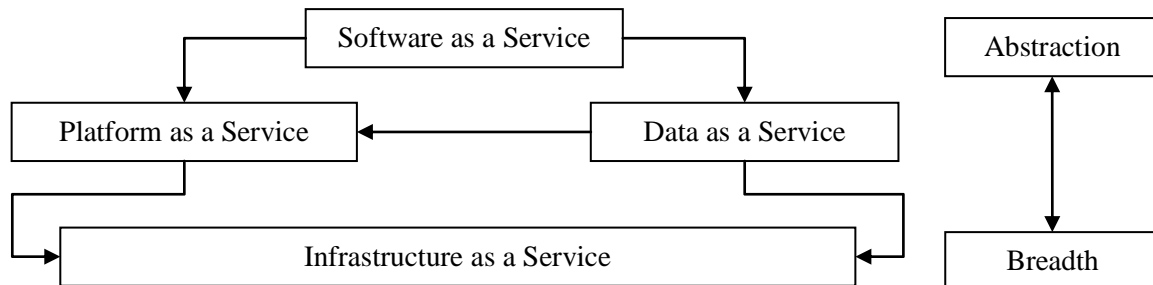 Software as a Service
Abstraction
Platform as a Service
Data as a Service
Infrastructure as a Service
Breadth